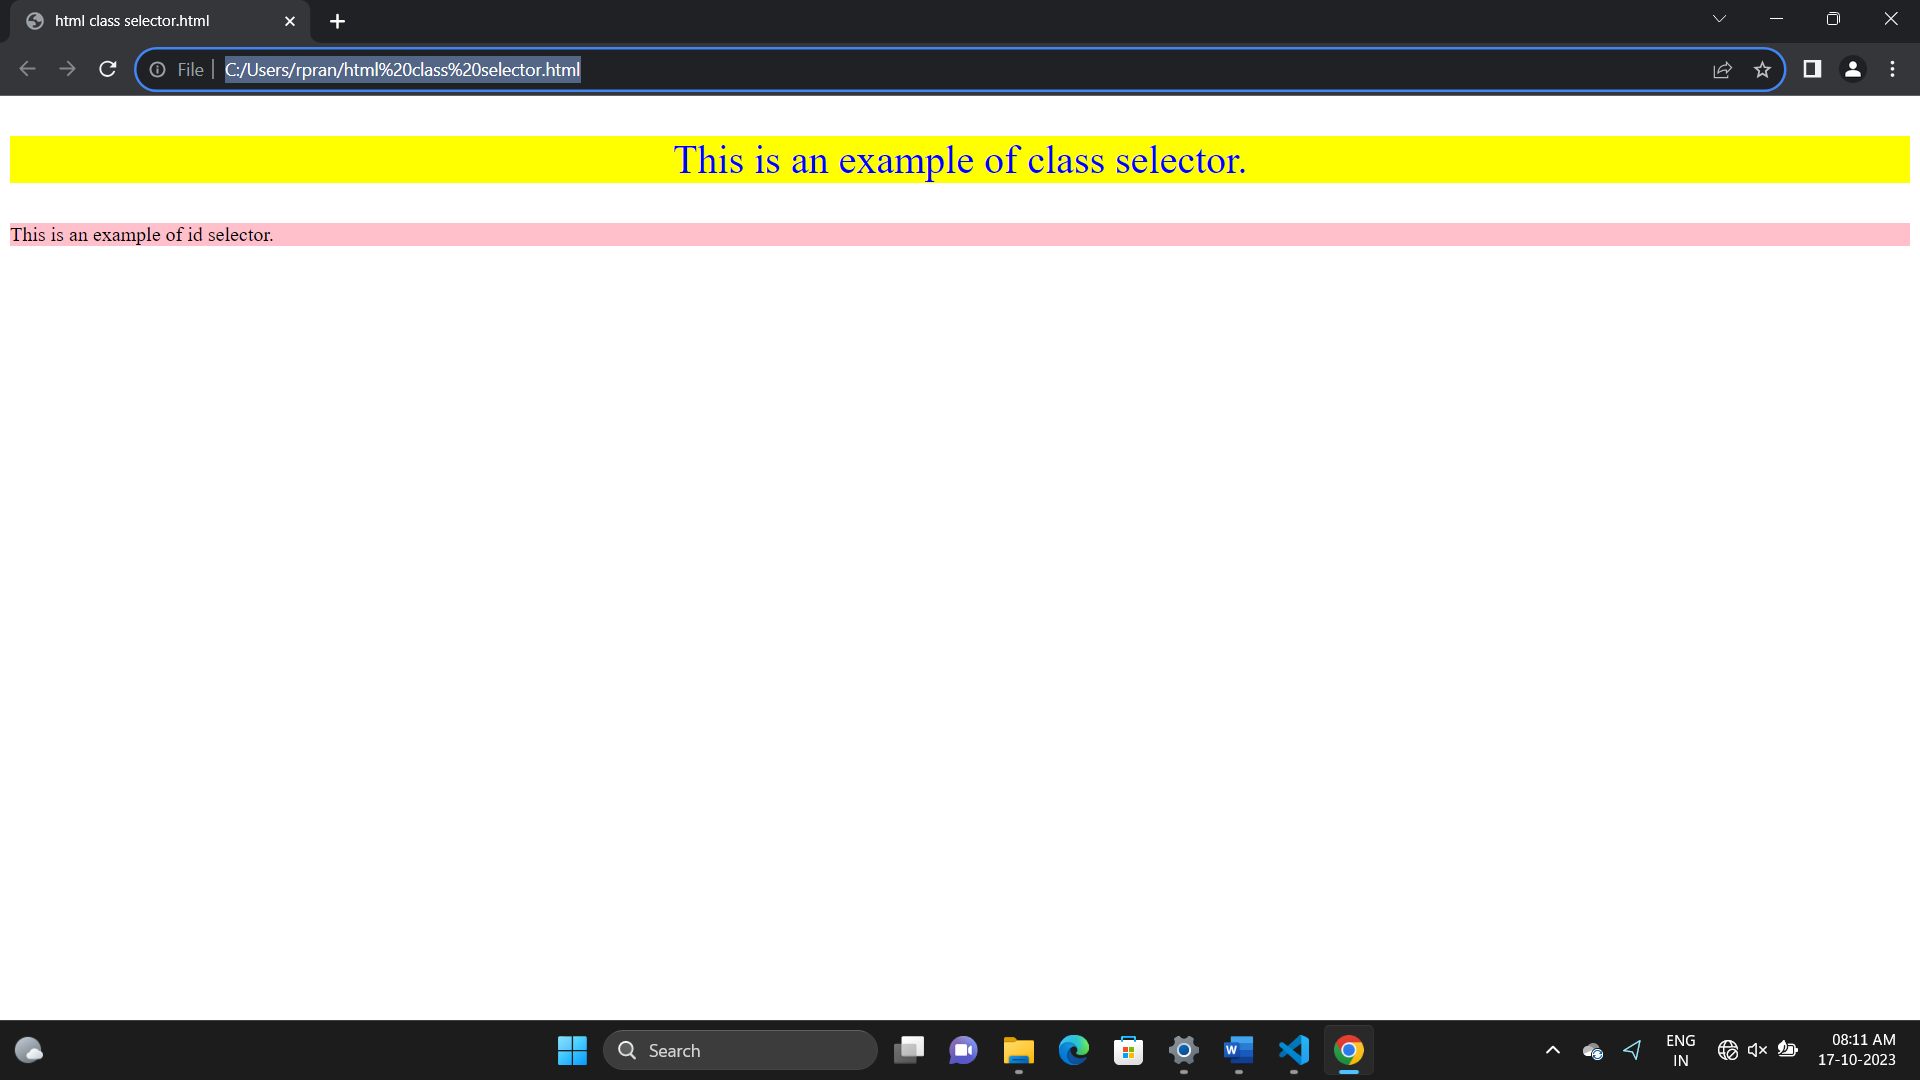 html class selector.html
File
C:/Users/rpran/html%20class%20selector.html
This is an example of class selector.
This is an example of id selector.
Search
W
ENG
IN
08:11 AM
17-10-2023